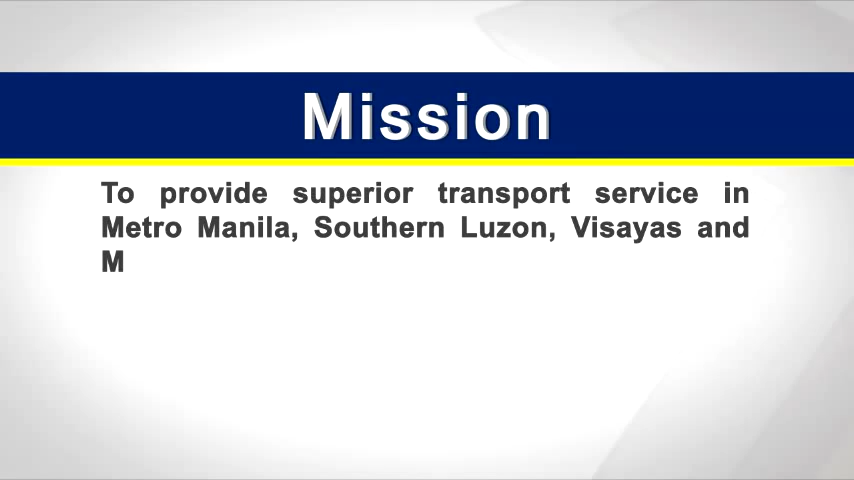 Mission
To provide superior transport service in
Metro Manila, Southern Luzon, Visayas and
M